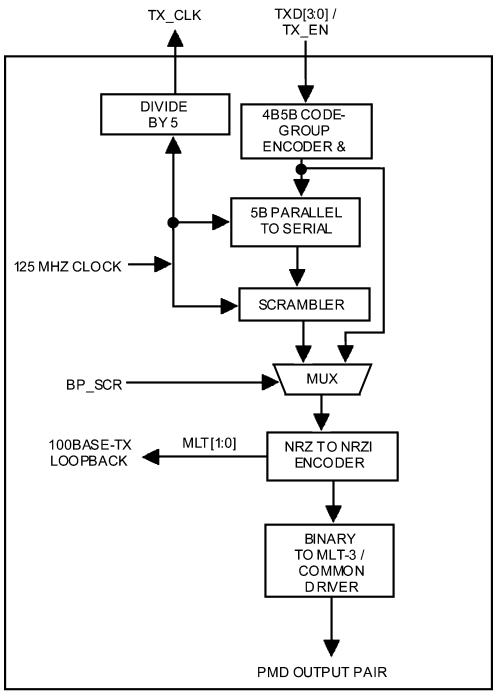 TX_CLK
TXD[3:0] /
TX_EN
DIVIDE
BY 5
4B5B CODE-
GROUP
ENCODER &
5B PARALLEL
TO SERIAL
125 MHZ CLOCK
SCRAMBLER
MUX
BP_SCR
100BASE-TX
LOOPBACK
MLT[1:0]
NRZ TO NRZI
ENCODER
BINARY
TO MLT-3 /
COMMON
DRIVER
PMD OUTPUT PAIR